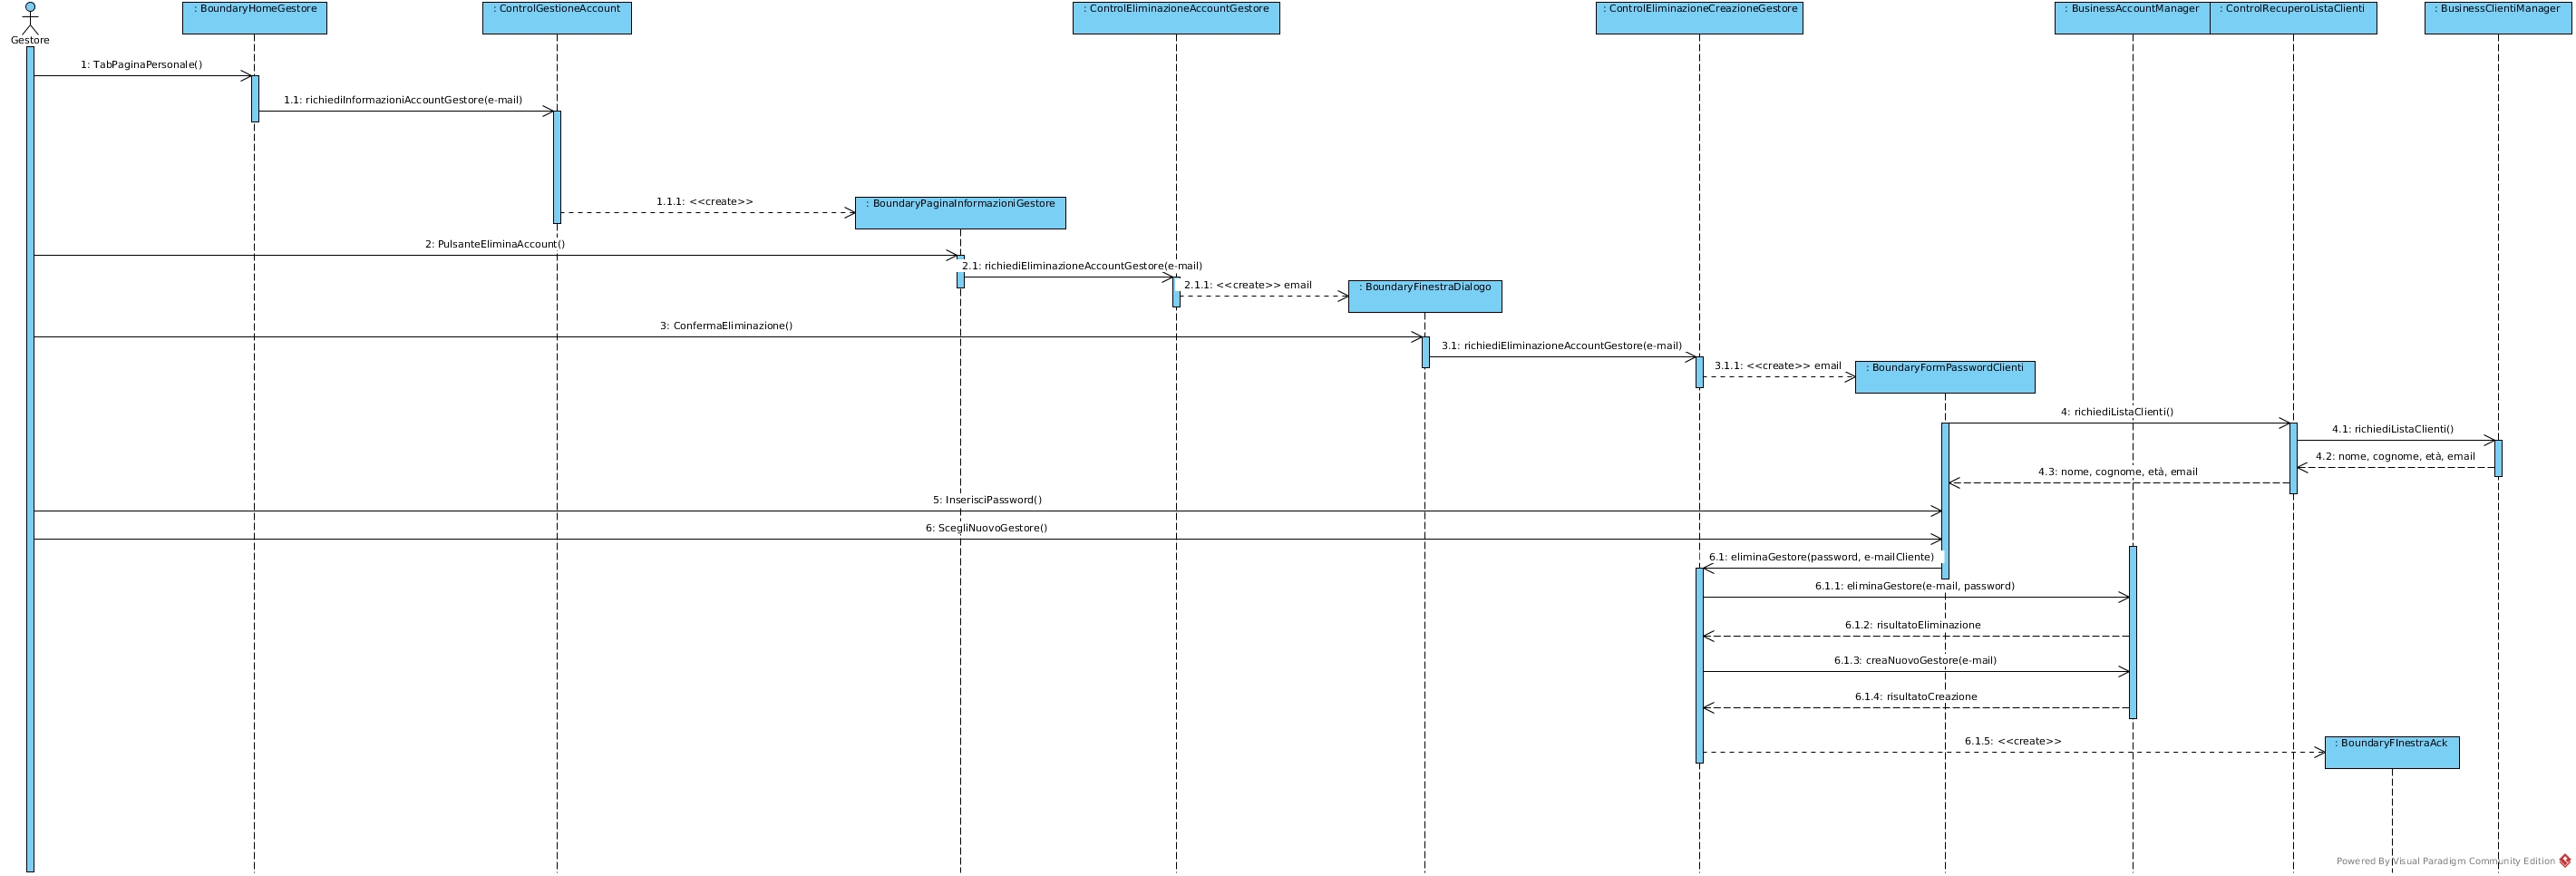 : BoundaryHomeGestore
: ControlGestioneAccount
: ControlEliminazioneAccountGestore
: ControlEliminazioneCreazioneGestore
: BusinessAccountManager
: ControlRecuperoListaClienti
: BusinessClientiManager
Gestore
1: TabPaginaPersonale()
1.1: richiediInformazioniAccountGestore(e-mail)
1.1.1: <<create>>
: BoundaryPaginaInformazioniGestore
2: PulsanteEliminaAccount()
2.1: richiediEliminazioneAccountGestore(e-mail)
2.1.1: <<create>> email
: BoundaryFinestraDialogo
3: ConfermaEliminazione()
3.1: richiediEliminazioneAccountGestore(e-mail)
3.1.1: <<create>> email
: BoundaryFormPasswordClienti
4: richiediListaClienti()
4.1: richiediListaClienti()
4.2: nome, cognome, età, email
4.3: nome, cognome, età, email
5: InserisciPassword()
6: ScegliNuovoGestore()
6.1: eliminaGestore(password, e-mailCliente)
6.1.1: eliminaGestore(e-mail, password)
6.1.2: risultatoEliminazione
6.1.3: creaNuovoGestore(e-mail)
6.1.4: risultatoCreazione
6.1.5: <<create>>
: BoundaryFInestraAck
Powered By Visual Paradigm Community Edition